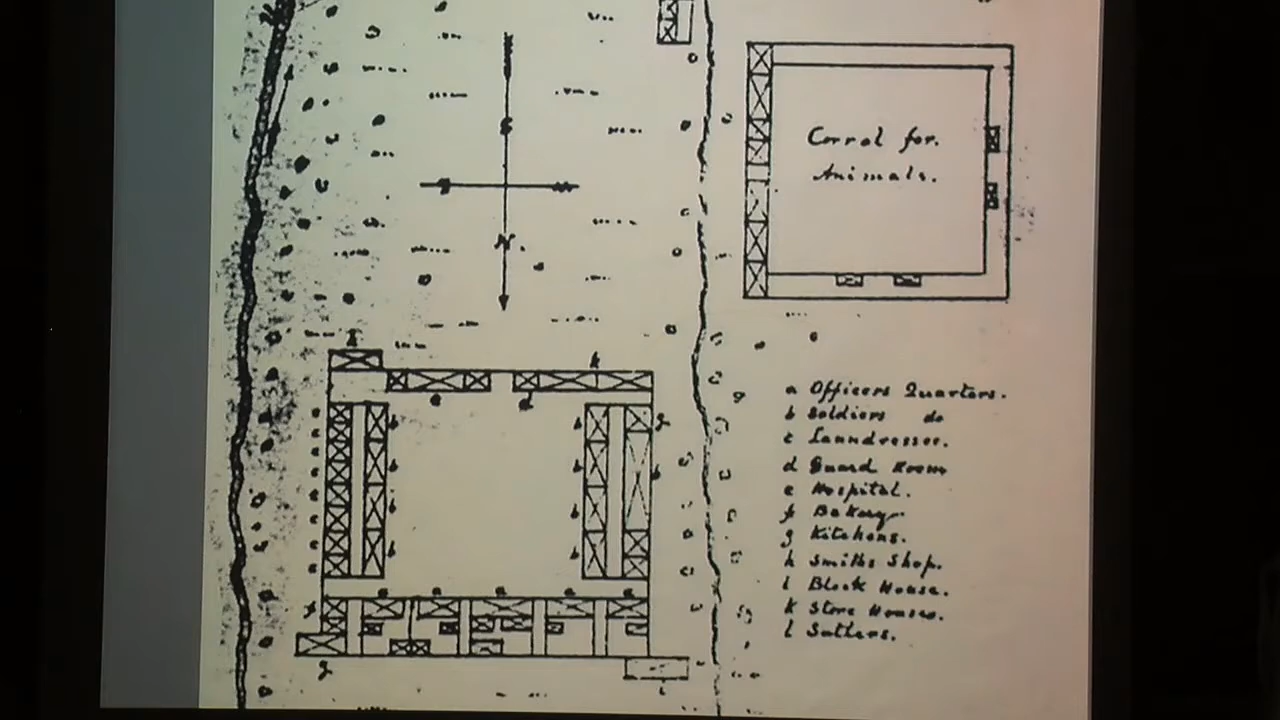 S
N.
Corral for.
Animals.
k
e
d
b
g
c
b
b
c
b
b
c
b
b
c
b
b
c
a a a a a
g
a Officers Quarters.
b Soldiers do
c Laundresses.
d Guard Room
e Hospital.
f Bakery
g Kitchens.
h Smiths Shop.
i Block House.
k Store Houses.
l Sutlers.